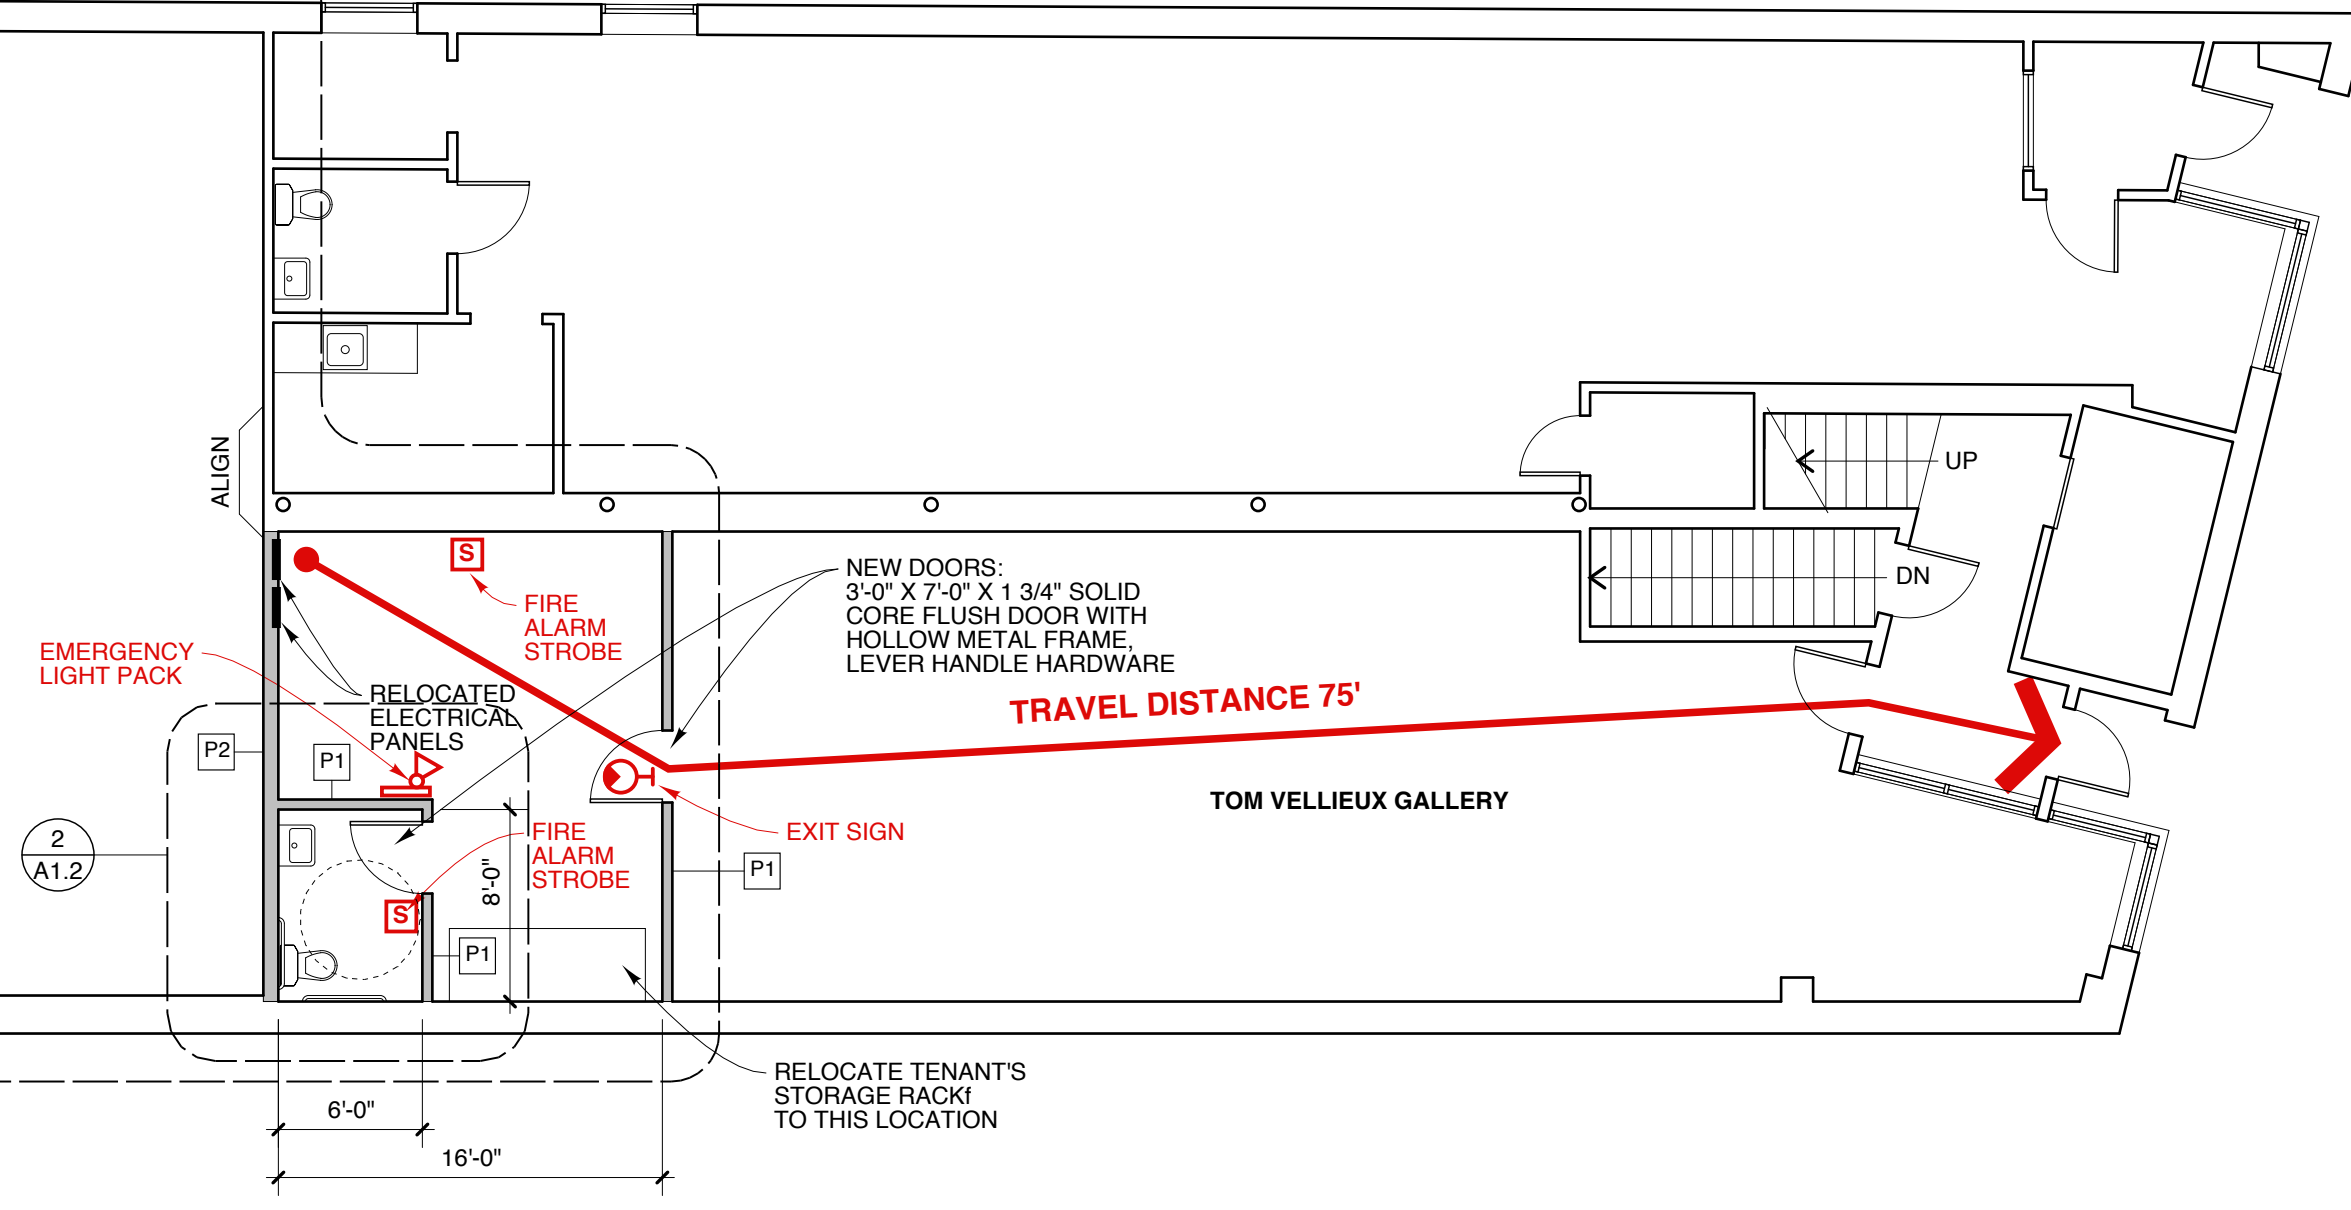 ALIGN
UP
DN
S
FIRE
ALARM
STROBE
NEW DOORS:
3'-0" X 7'-0" X 1 3/4" SOLID
CORE FLUSH DOOR WITH
HOLLOW METAL FRAME,
LEVER HANDLE HARDWARE
EMERGENCY
LIGHT PACK
RELOCATED
ELECTRICAL
PANELS
TRAVEL DISTANCE 75'
P2
P1
TOM VELLIEUX GALLERY
EXIT SIGN
2
A1.2
FIRE
ALARM
STROBE
8'-0"
P1
S
P1
RELOCATE TENANT'S
STORAGE RACKf
TO THIS LOCATION
6'-0"
16'-0"